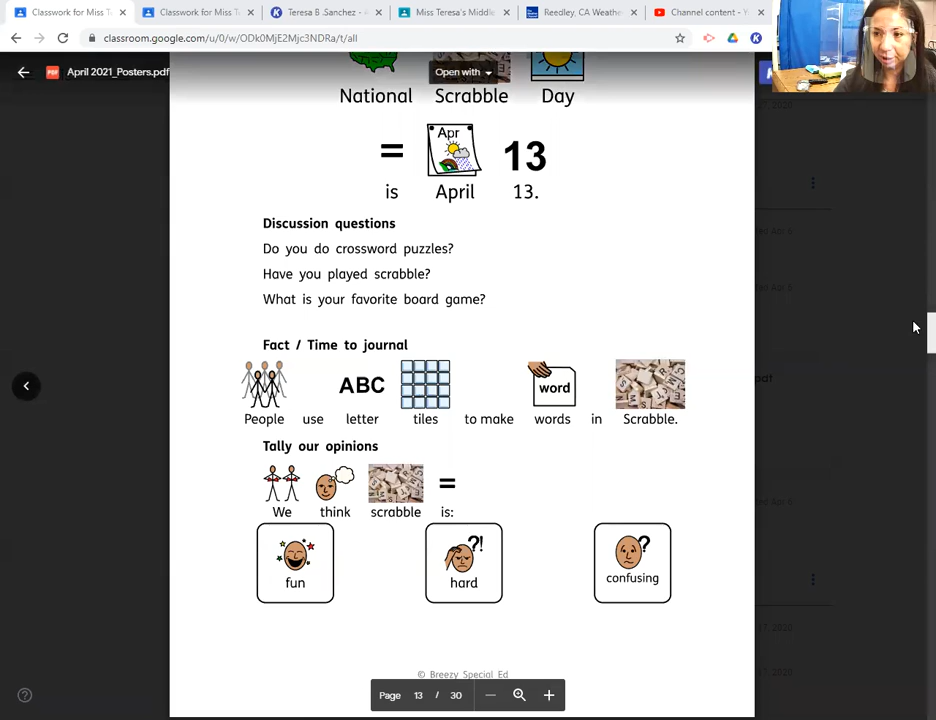 Classwork for Miss T
Classwork for Miss T
Teresa B .Sanchez -
Miss Teresa's Middle
Reedley, CA Weathe
Channel content - Y
classroom.google.com/u/0/w/ODk0MjE2Mjc3NDRa/t/all
April 2021_Posters.pdf
Open with
National Scrabble Day
= Apr 13
is April 13.
Discussion questions
Do you do crossword puzzles?
Have you played scrabble?
What is your favorite board game?
Fact / Time to journal
ABC
word
People use letter tiles to make words in Scrabble.
Tally our opinions
=
We think scrabble is:
?!
?
fun
hard
confusing
© Breezy Special Ed
Page 13 / 30